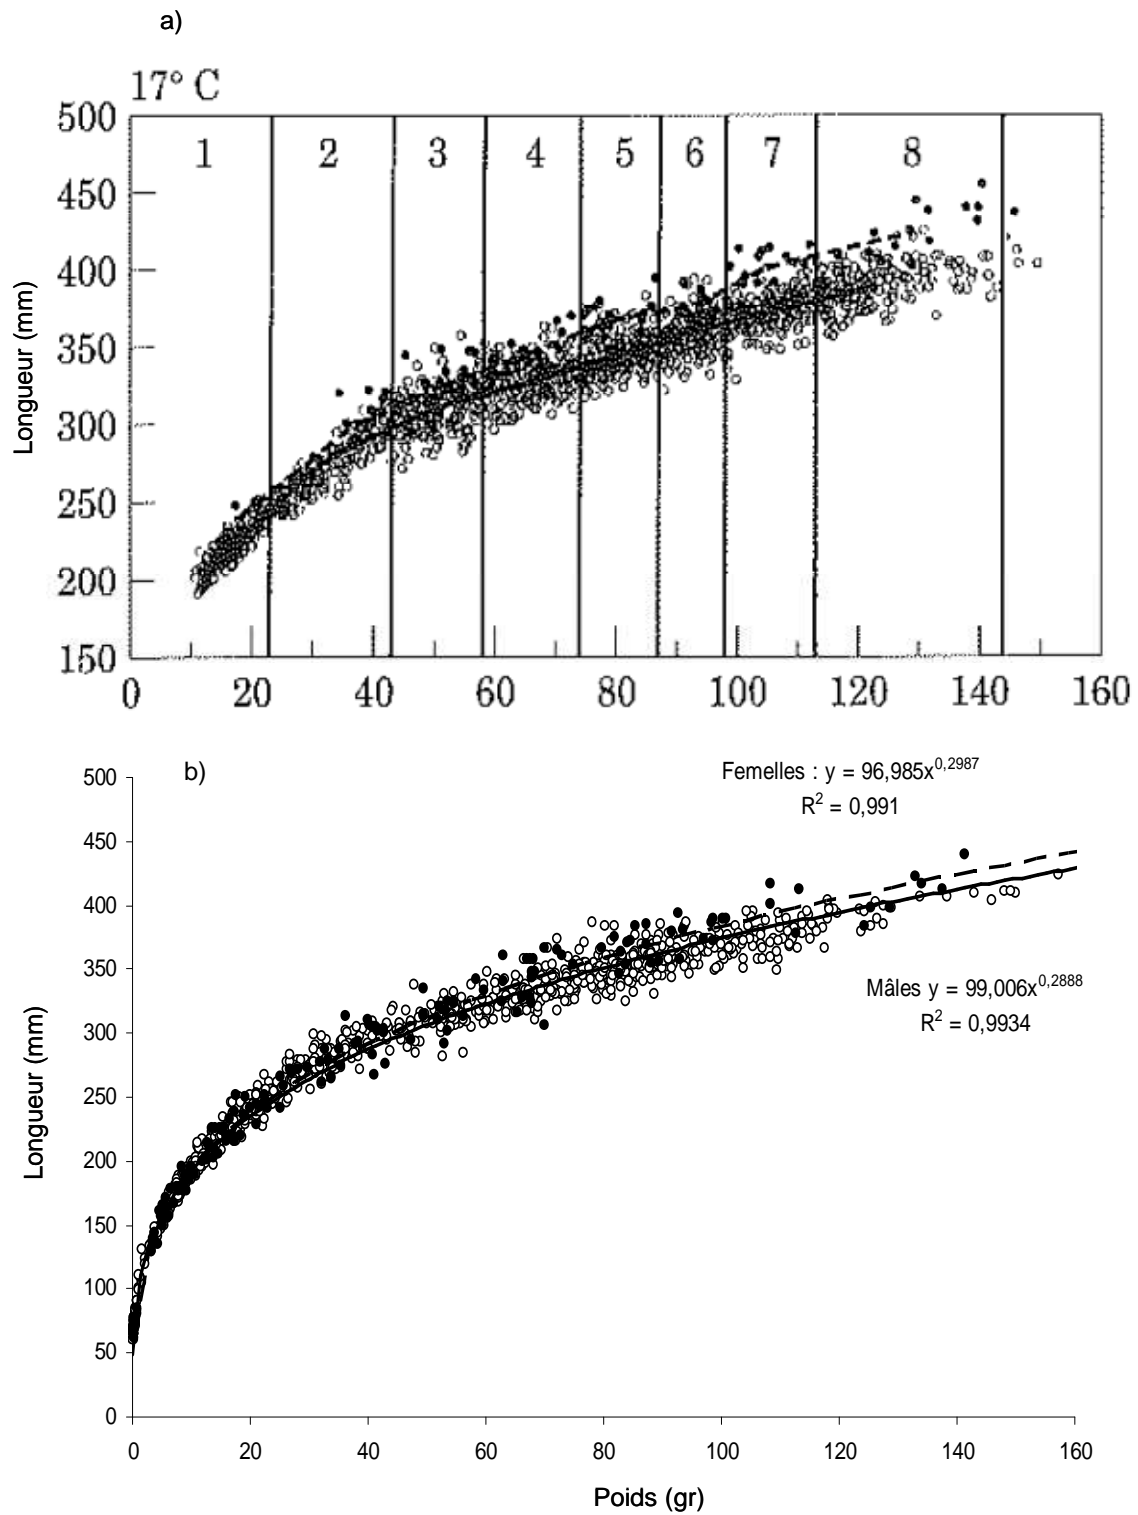 a)
17° C
500
450
400
350
300
250
200
150
Longueur (mm)
1 2 3 4 5 6 7 8
0 20 40 60 80 100 120 140 160
b)
Femelles : y = 96,985x^0,2987
R² = 0,991
Mâles y = 99,006x^0,2888
R² = 0,9934
500
450
400
350
300
250
200
150
100
50
0
Longueur (mm)
0 20 40 60 80 100 120 140 160
Poids (gr)